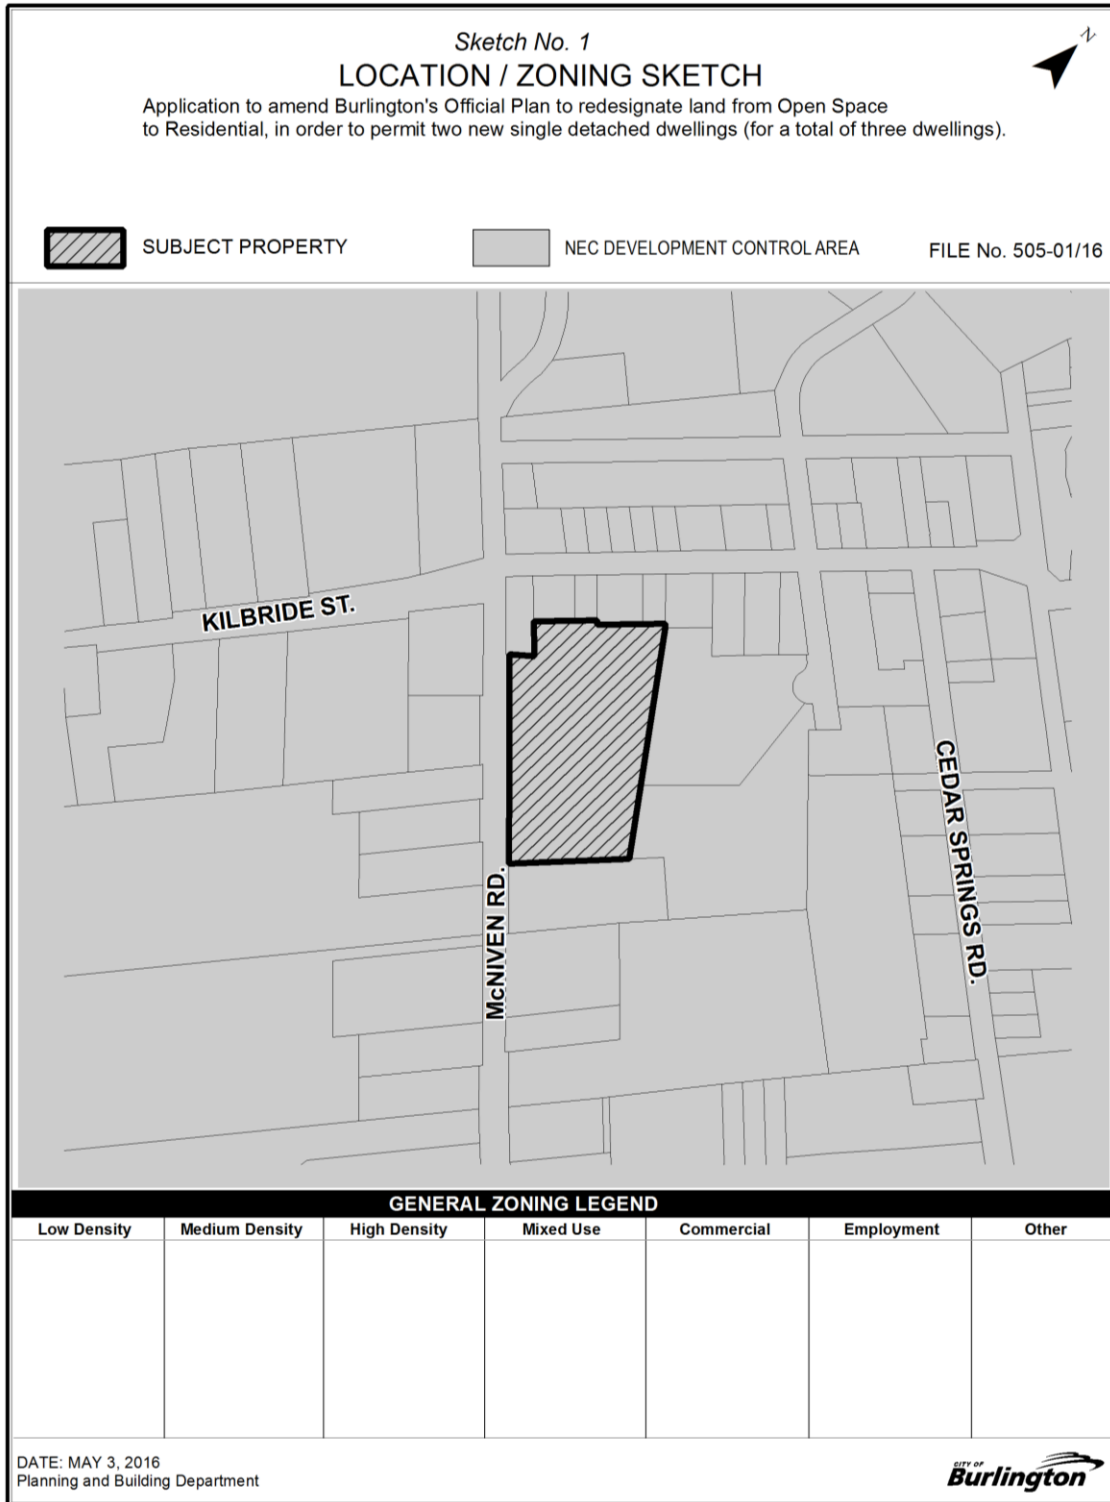 Sketch No. 1
LOCATION / ZONING SKETCH
N
Application to amend Burlington's Official Plan to redesignate land from Open Space
to Residential, in order to permit two new single detached dwellings (for a total of three dwellings).
SUBJECT PROPERTY
NEC DEVELOPMENT CONTROL AREA
FILE No. 505-01/16
KILBRIDE ST.
McNIVEN RD.
CEDAR SPRINGS RD.
GENERAL ZONING LEGEND
Low Density
Medium Density
High Density
Mixed Use
Commercial
Employment
Other
DATE: MAY 3, 2016
Planning and Building Department
CITY OF
Burlington